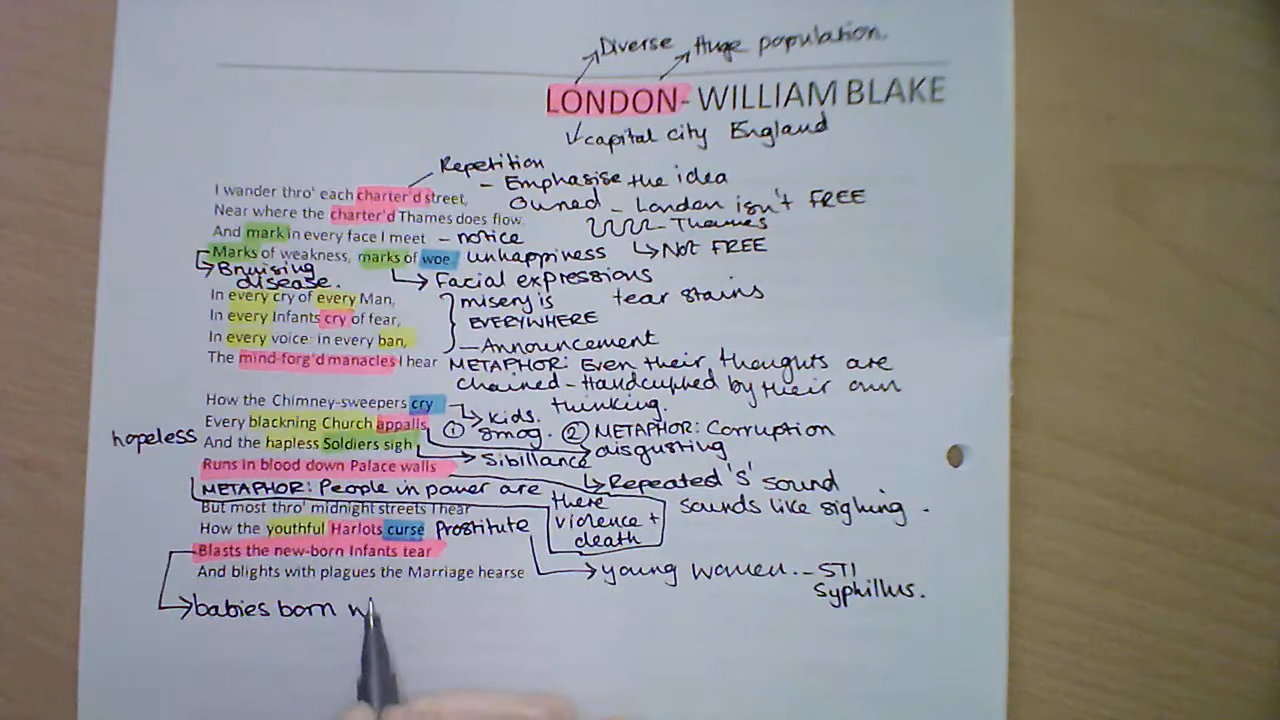 Diverse Huge population.
LONDON- WILLIAM BLAKE
capital city England
Repetition
- Emphasise the idea
I wander thro' each charter'd street,
owned - London isn't FREE
Near where the charter'd Thames does flow.
- Thames
And mark in every face I meet - notice
Not FREE
Marks of weakness, marks of woe. unhappiness
Bruising
disease.
Facial expressions
In every cry of every Man,
misery is tear stains
In every Infants cry of fear,
EVERYWHERE
In every voice: in every ban,
- Announcement
The mind-forg'd manacles I hear
METAPHOR: Even their thoughts are
chained - Handcuffed by their own
thinking.
How the Chimney-sweepers cry
Kids.
Every blackning Church appalls,
① smog. ② METAPHOR: Corruption
hopeless
And the hapless Soldiers sigh
disgusting
Sibillance
Runs in blood down Palace walls
Repeated 's' sound
sounds like sighing.
METAPHOR: People in power are
there
violence +
death
But most thro' midnight streets I hear
How the youthful Harlots curse Prostitute
Blasts the new-born Infants tear
And blights with plagues the Marriage hearse
young women. - STI
Syphillus.
babies born w